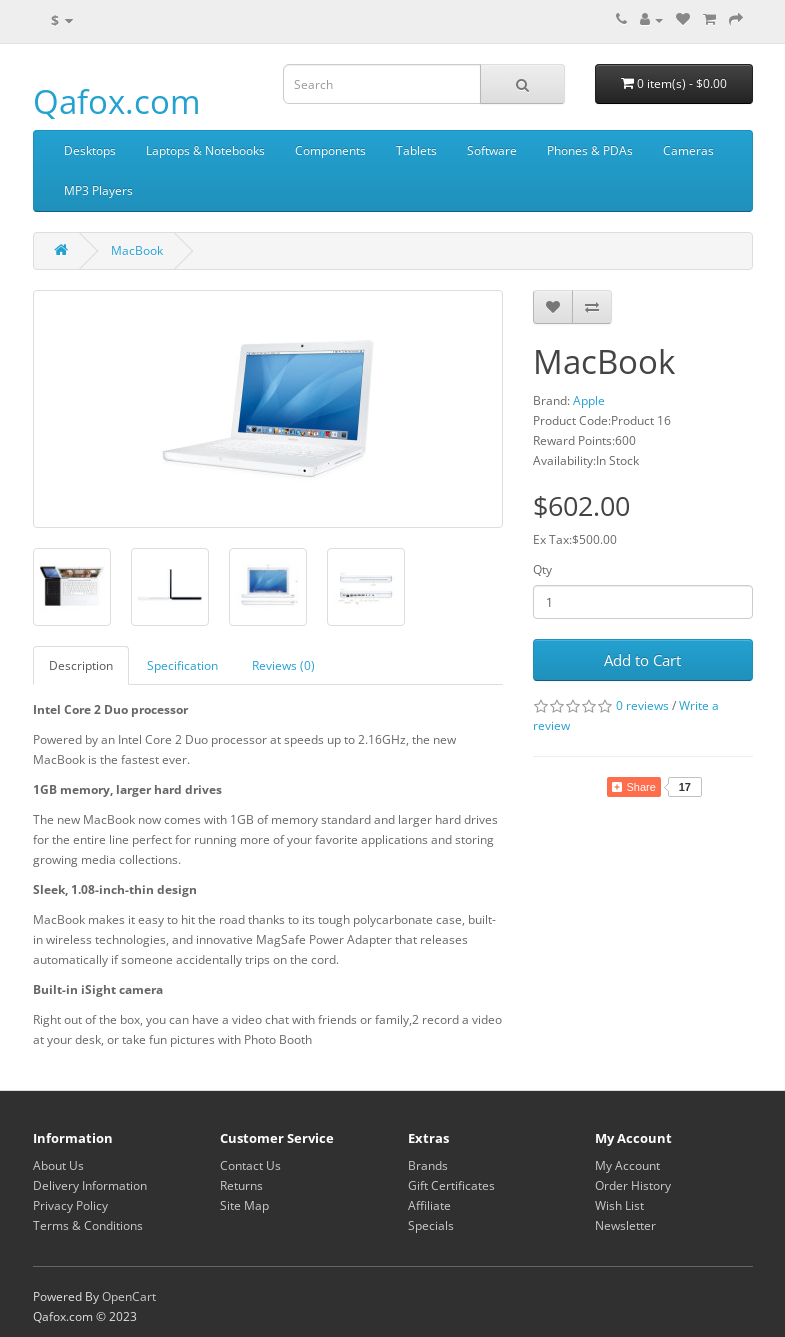 $
Search
0 item(s) - $0.00
Qafox.com
Desktops Laptops & Notebooks Components Tablets Software Phones & PDAs Cameras
MP3 Players
MacBook
MacBook
Brand: Apple
Product Code:Product 16
Reward Points:600
Availability:In Stock
$602.00
Ex Tax:$500.00
Qty
1
Add to Cart
0 reviews / Write a
review
Share 17
Description Specification Reviews (0)
Intel Core 2 Duo processor
Powered by an Intel Core 2 Duo processor at speeds up to 2.16GHz, the new
MacBook is the fastest ever.
1GB memory, larger hard drives
The new MacBook now comes with 1GB of memory standard and larger hard drives
for the entire line perfect for running more of your favorite applications and storing
growing media collections.
Sleek, 1.08-inch-thin design
MacBook makes it easy to hit the road thanks to its tough polycarbonate case, built-
in wireless technologies, and innovative MagSafe Power Adapter that releases
automatically if someone accidentally trips on the cord.
Built-in iSight camera
Right out of the box, you can have a video chat with friends or family,2 record a video
at your desk, or take fun pictures with Photo Booth
Information
About Us
Delivery Information
Privacy Policy
Terms & Conditions
Customer Service
Contact Us
Returns
Site Map
Extras
Brands
Gift Certificates
Affiliate
Specials
My Account
My Account
Order History
Wish List
Newsletter
Powered By OpenCart
Qafox.com © 2023